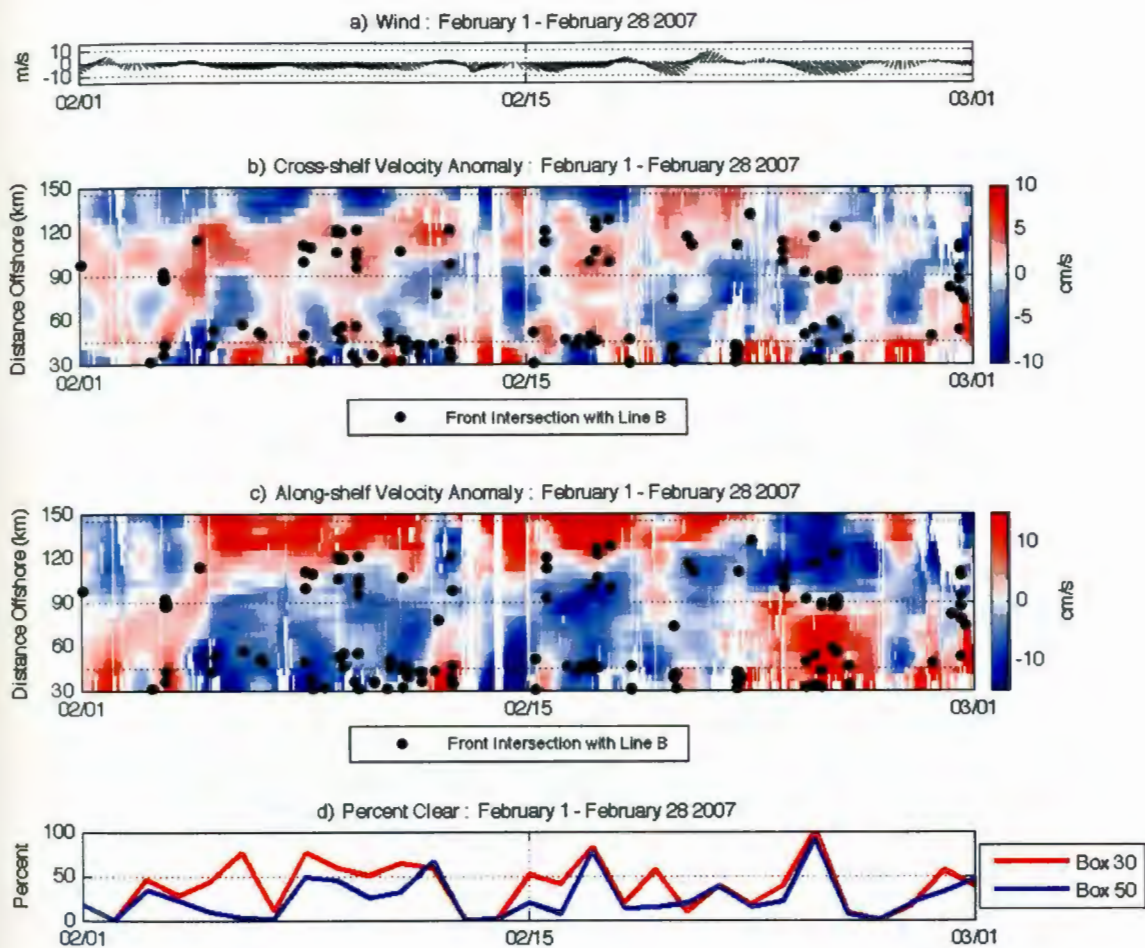 a) Wind : February 1 - February 28 2007
m/s
10
0
-10
02/01
02/15
03/01
b) Cross-shelf Velocity Anomaly : February 1 - February 28 2007
Distance Offshore (km)
150
120
90
60
30
02/01
02/15
03/01
10
5
0
-5
-10
cm/s
Front Intersection with Line B
c) Along-shelf Velocity Anomaly : February 1 - February 28 2007
Distance Offshore (km)
150
120
90
60
30
02/01
02/15
03/01
10
0
-10
cm/s
Front Intersection with Line B
d) Percent Clear : February 1 - February 28 2007
Percent
100
50
0
02/01
02/15
03/01
Box 30
Box 50